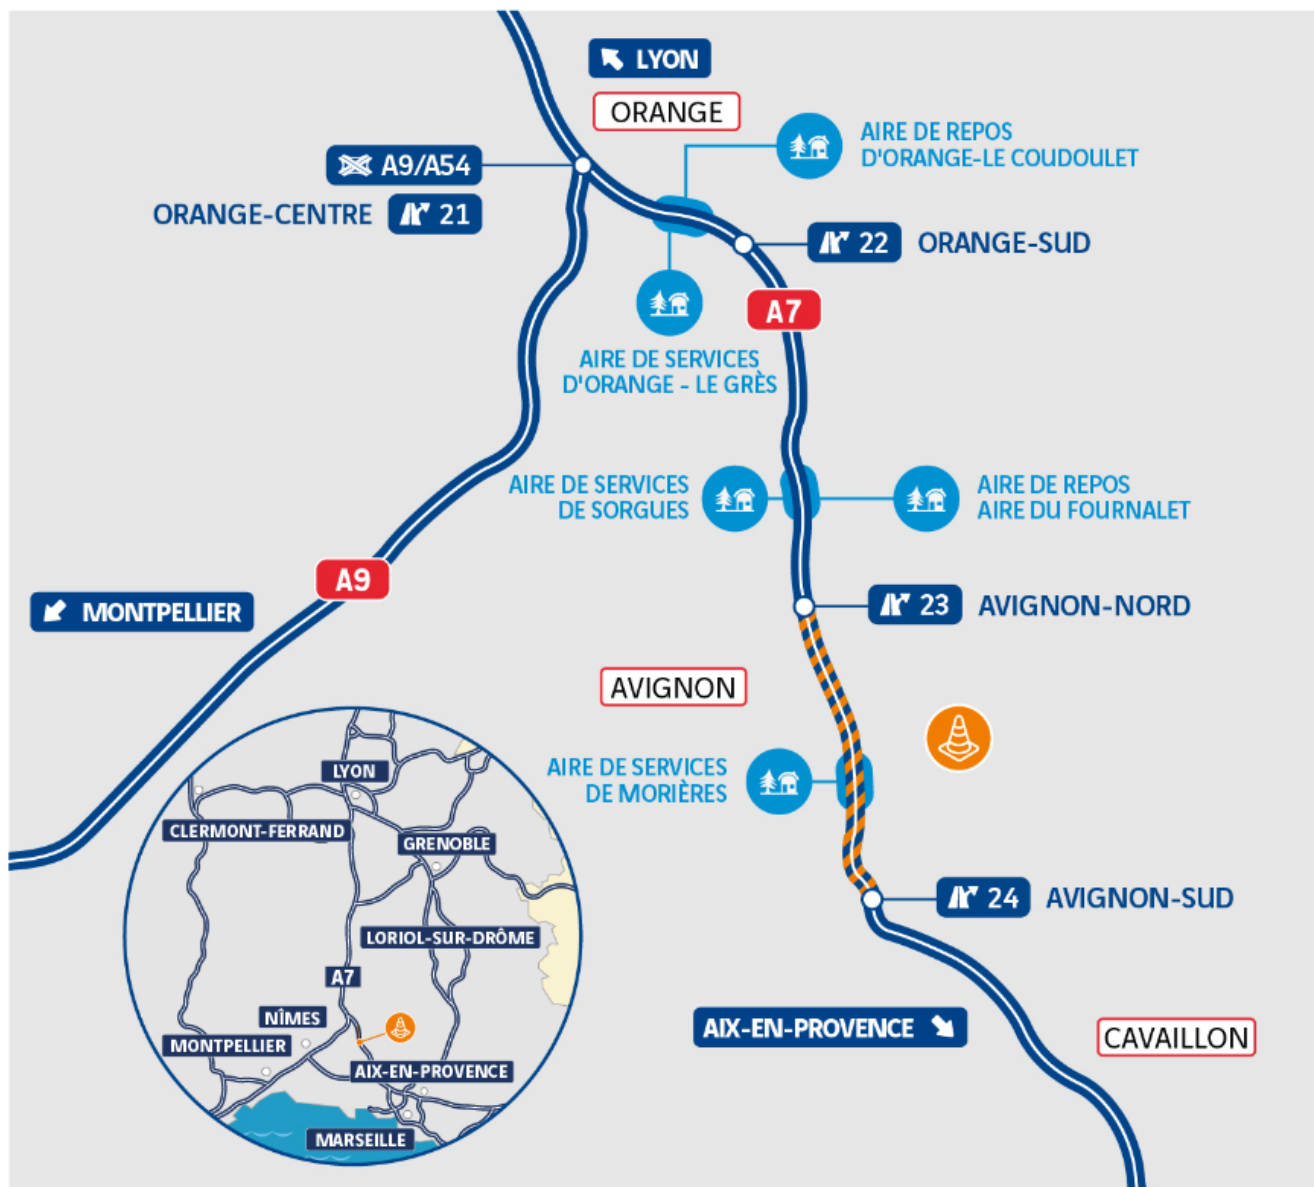 LYON
ORANGE
AIRE DE REPOS
D'ORANGE-LE COUDOULET
A9/A54
ORANGE-CENTRE 21
22 ORANGE-SUD
A7
AIRE DE SERVICES
D'ORANGE - LE GRÈS
AIRE DE SERVICES
DE SORGUES
AIRE DE REPOS
AIRE DU FOURNALET
A9
MONTPELLIER
23 AVIGNON-NORD
AVIGNON
AIRE DE SERVICES
DE MORIÈRES
24 AVIGNON-SUD
AIX-EN-PROVENCE
CAVAILLON
LYON
CLERMONT-FERRAND
GRENOBLE
LORIOL-SUR-DRÔME
A7
NÎMES
MONTPELLIER
AIX-EN-PROVENCE
MARSEILLE